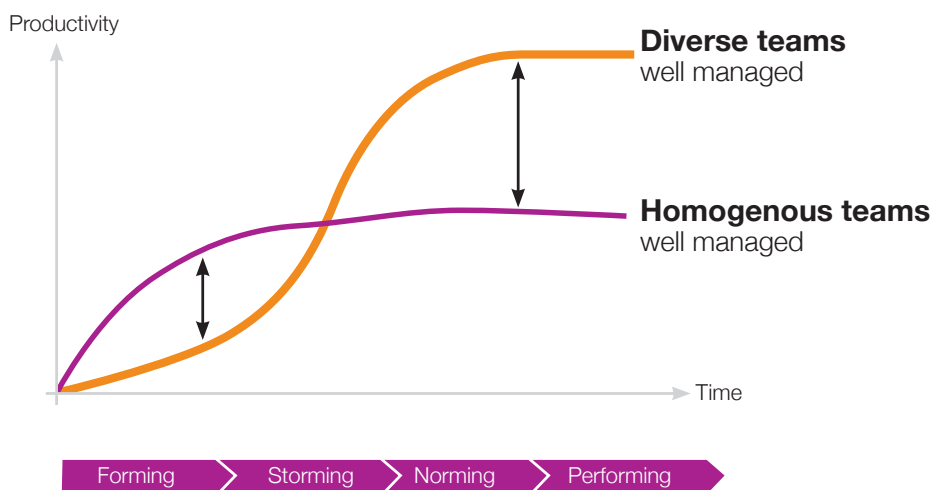 Productivity
Diverse teams
well managed
Homogenous teams
well managed
Time
Forming
Storming
Norming
Performing